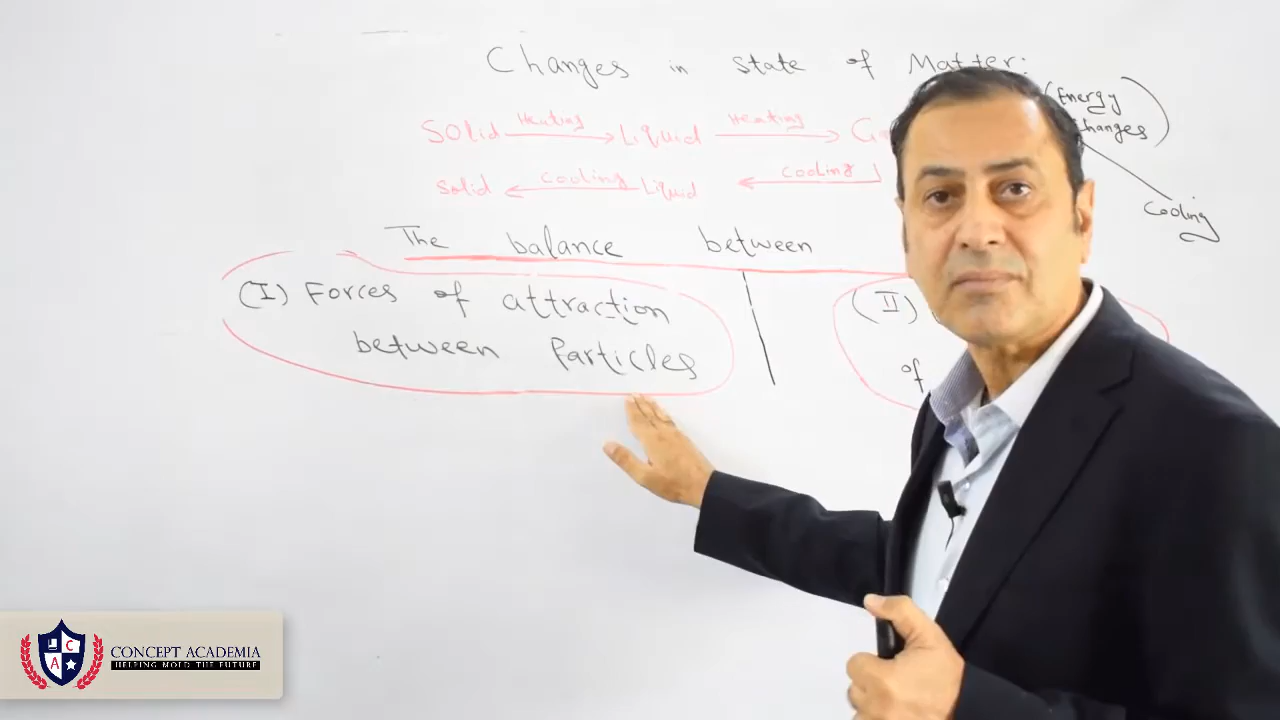 Changes in state of Matter:
(Energy
Changes)
Solid Heating Liquid Heating
Solid Cooling Liquid Cooling
Cooling
The balance between
(I) Forces of attraction
between Particles
(II)
of
CA
CONCEPT ACADEMIA
HELPING MOLD THE FUTURE